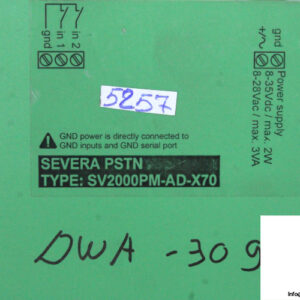 gnd
in 1
in 2
gnd
+/~
Power supply
8-35Vdc / max. 2W
8-28Vac / max. 3VA
5257
GND power is directly connected to
GND inputs and GND serial port
SEVERA PSTN
TYPE: SV2000PM-AD-X70
DWA -309